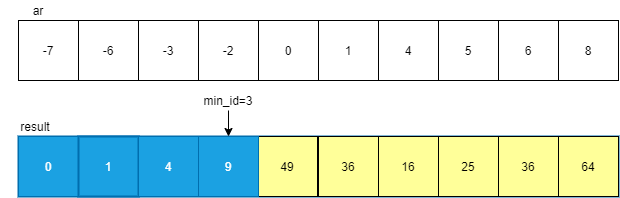 ar
-7 -6 -3 -2 0 1 4 5 6 8
min_id=3
result
0 1 4 9 49 36 16 25 36 64